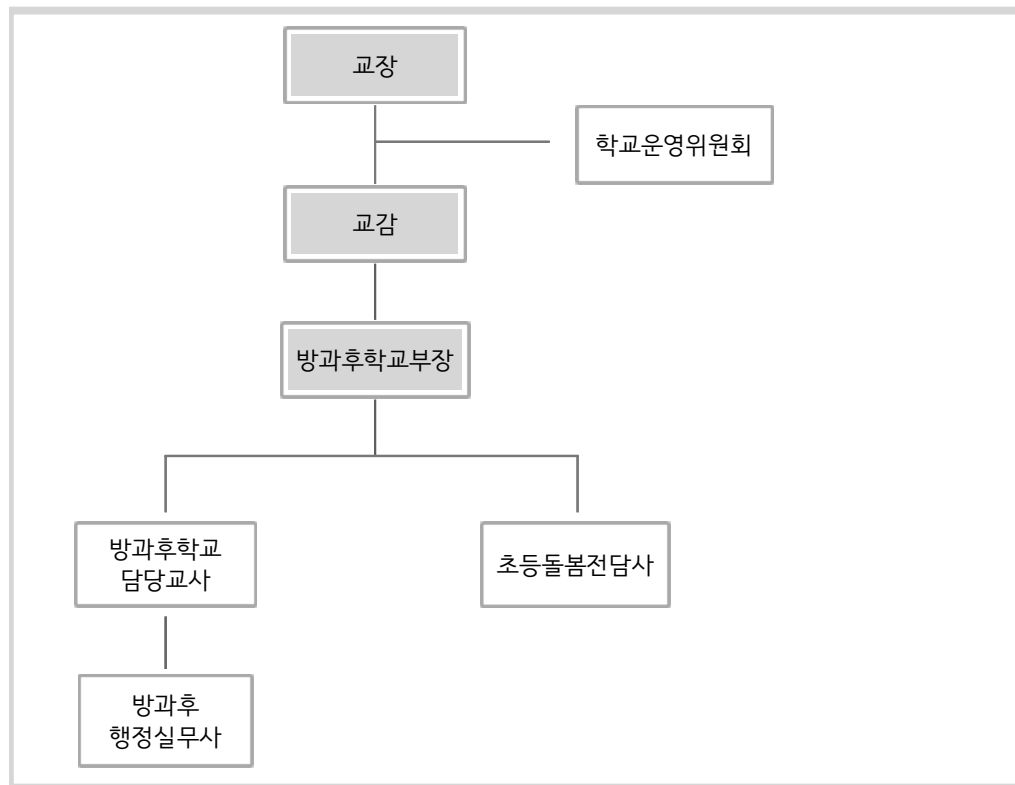 교장
학교운영위원회
교감
방과후학교부장
방과후학교
담당교사
초등돌봄전담사
방과후
행정실무사